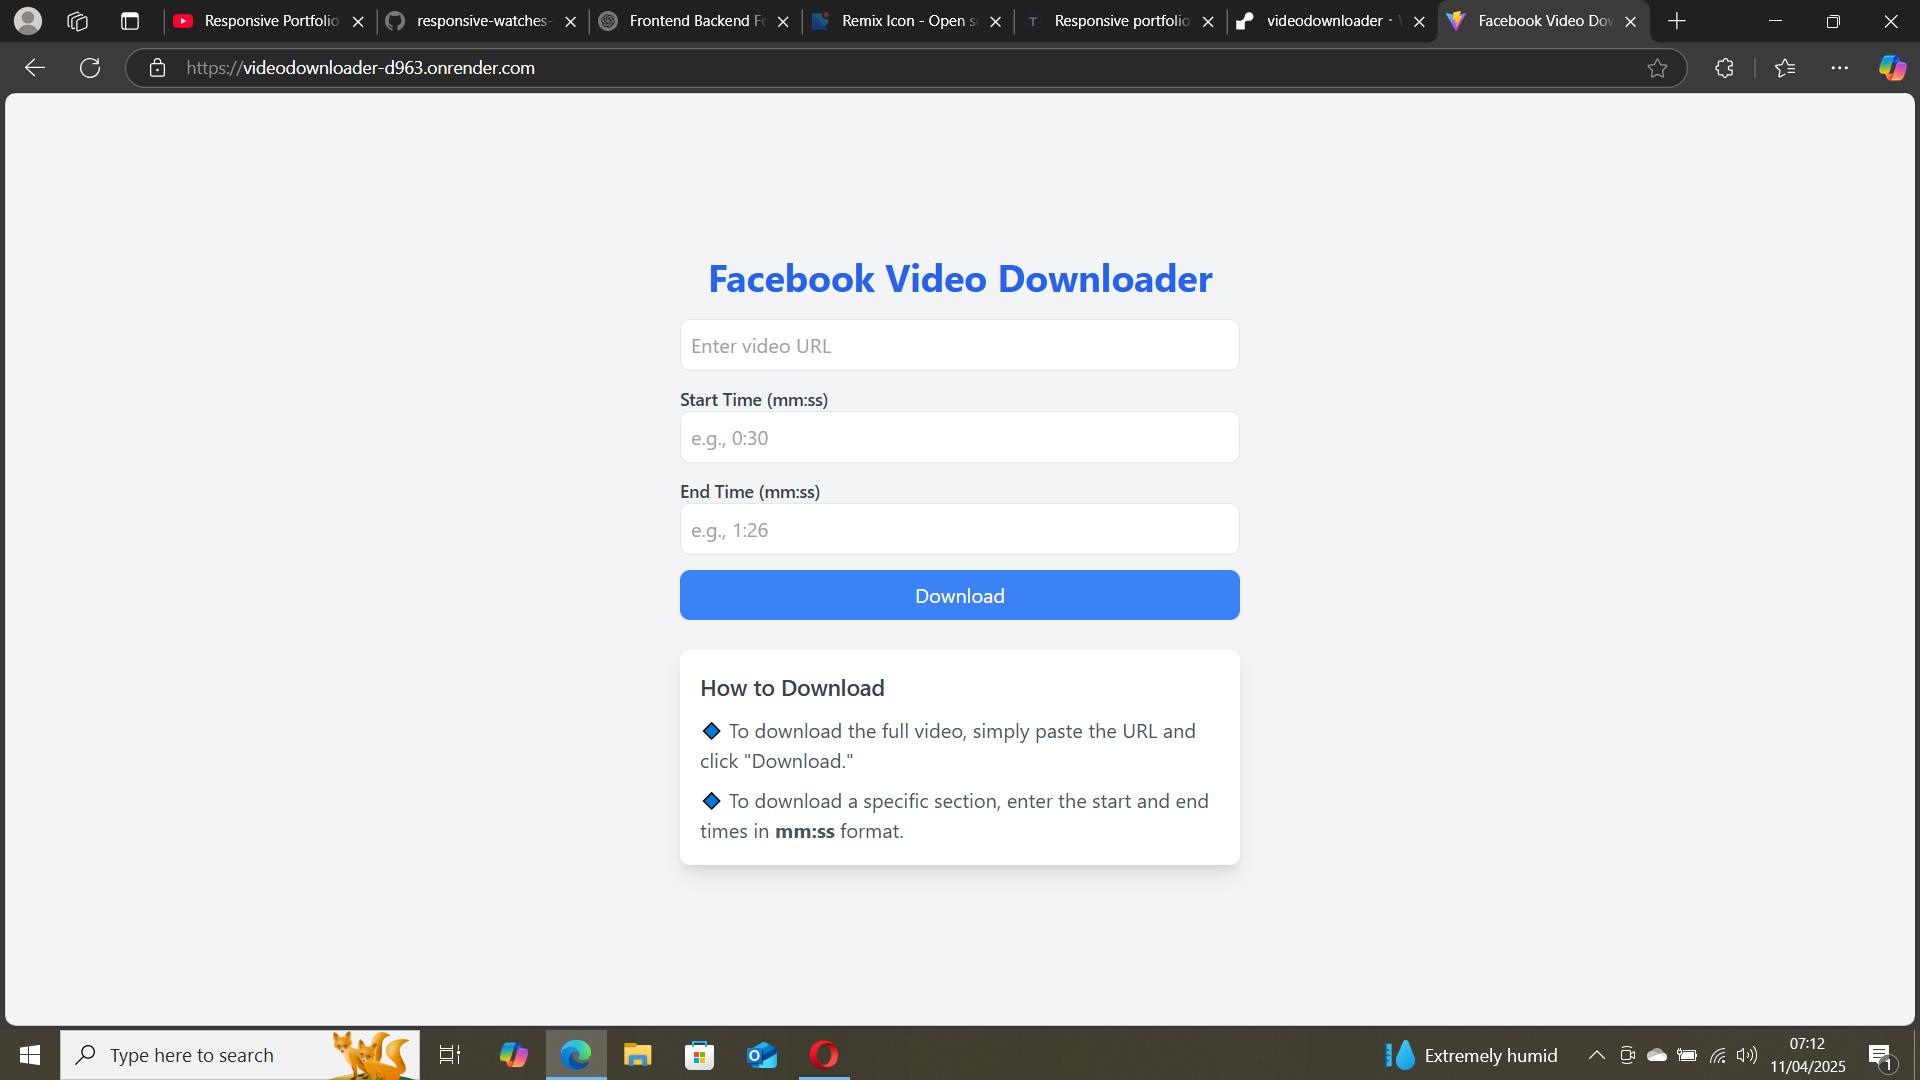 Responsive Portfolio
responsive-watches-
Frontend Backend Fo
Remix Icon - Open so
Responsive portfolio
videodownloader ·
Facebook Video Dow
https://videodownloader-d963.onrender.com
Facebook Video Downloader
Enter video URL
Start Time (mm:ss)
e.g., 0:30
End Time (mm:ss)
e.g., 1:26
Download
How to Download
To download the full video, simply paste the URL and
click "Download."
To download a specific section, enter the start and end
times in mm:ss format.
Type here to search
Extremely humid
07:12
11/04/2025
1